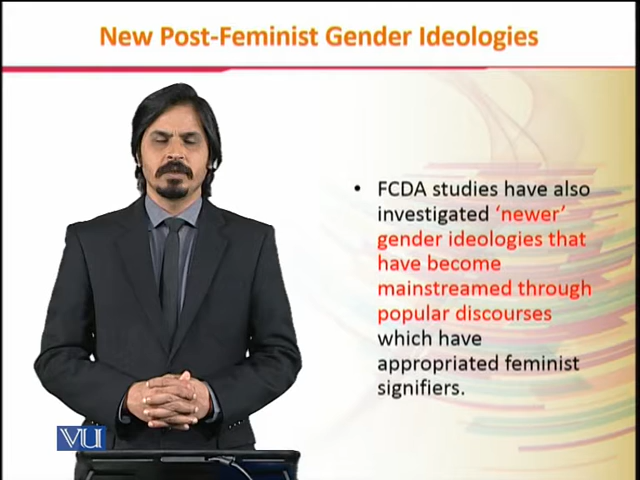 New Post-Feminist Gender Ideologies
• FCDA studies have also
investigated ‘newer’
gender ideologies that
have become
mainstreamed through
popular discourses
which have
appropriated feminist
signifiers.
VU